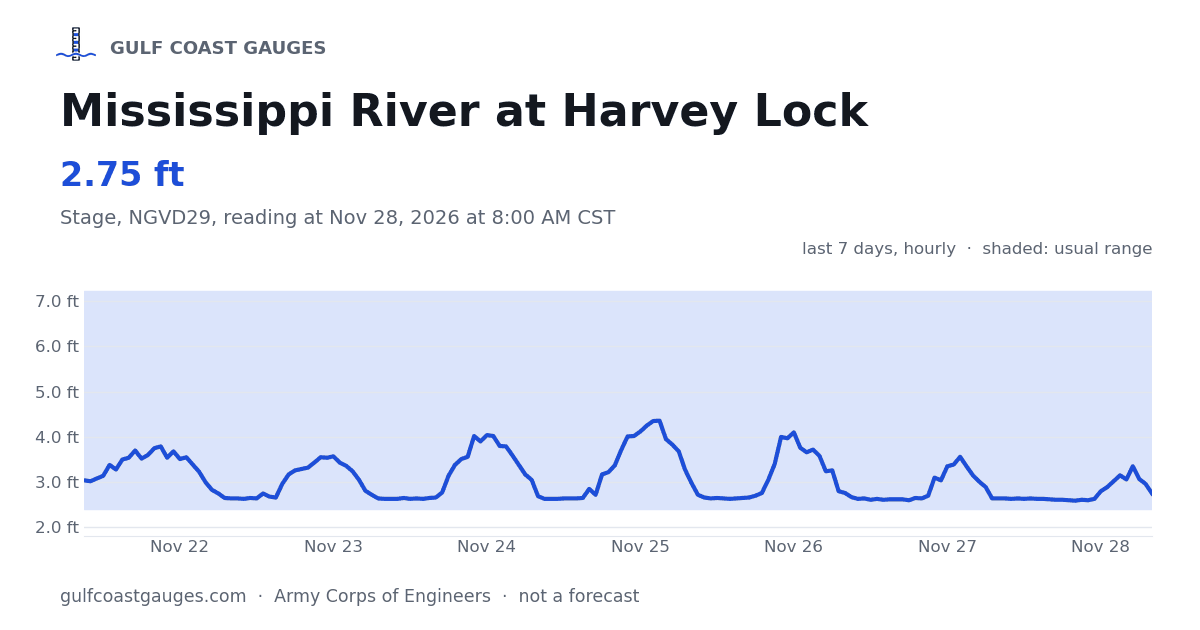 GULF COAST GAUGES
Mississippi River at Harvey Lock
2.75 ft
Stage, NGVD29, reading at Nov 28, 2026 at 8:00 AM CST
last 7 days, hourly · shaded: usual range
7.0 ft
6.0 ft
5.0 ft
4.0 ft
3.0 ft
2.0 ft
Nov 22 Nov 23 Nov 24 Nov 25 Nov 26 Nov 27 Nov 28
gulfcoastgauges.com · Army Corps of Engineers · not a forecast